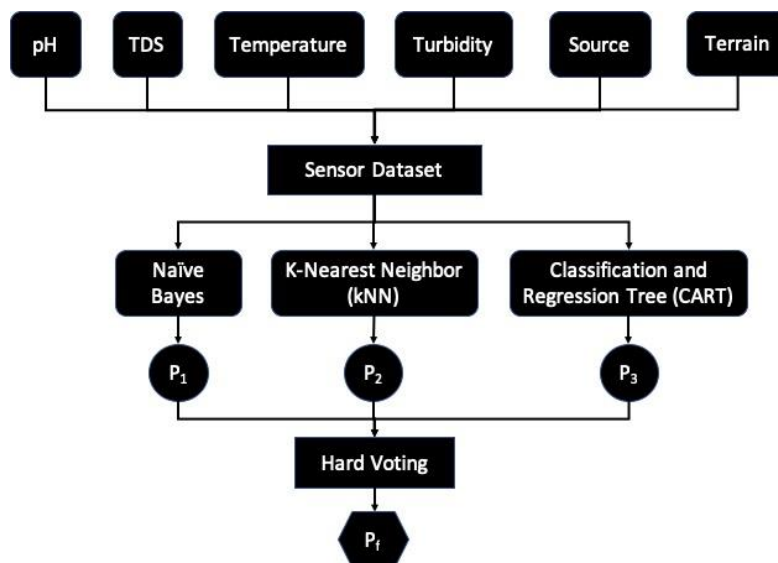 pH
TDS
Temperature
Turbidity
Source
Terrain
Sensor Dataset
Naïve
Bayes
K-Nearest Neighbor
(kNN)
Classification and
Regression Tree (CART)
P₁
P₂
P₃
Hard Voting
Pf